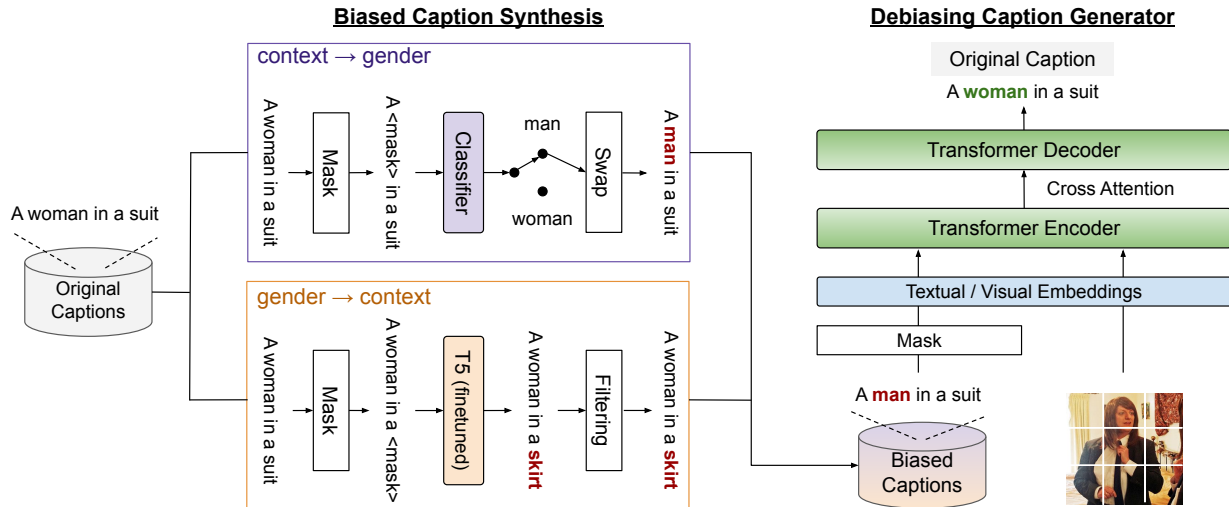 Biased Caption Synthesis
Debiasing Caption Generator
context → gender
A woman in a suit
Mask
A <mask> in a suit
Classifier
man
woman
Swap
A man in a suit
A woman in a suit
Original
Captions
gender → context
A woman in a suit
Mask
A woman in a <mask>
T5 (finetuned)
A woman in a skirt
Filtering
A woman in a skirt
Original Caption
A woman in a suit
Transformer Decoder
Cross Attention
Transformer Encoder
Textual / Visual Embeddings
Mask
A man in a suit
Biased
Captions